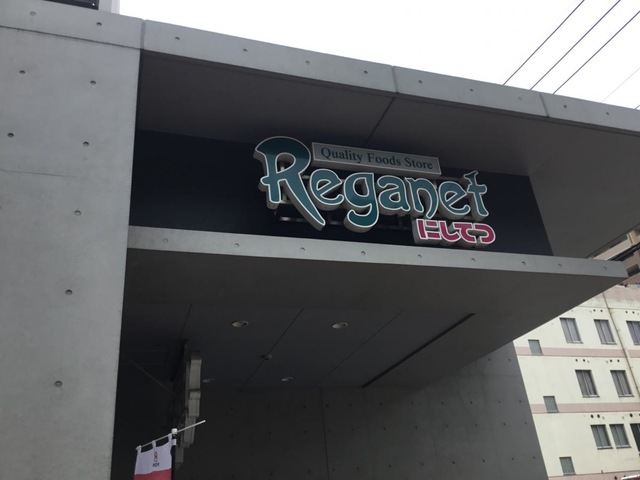 Quality Foods Store
Reganet
にしてつ